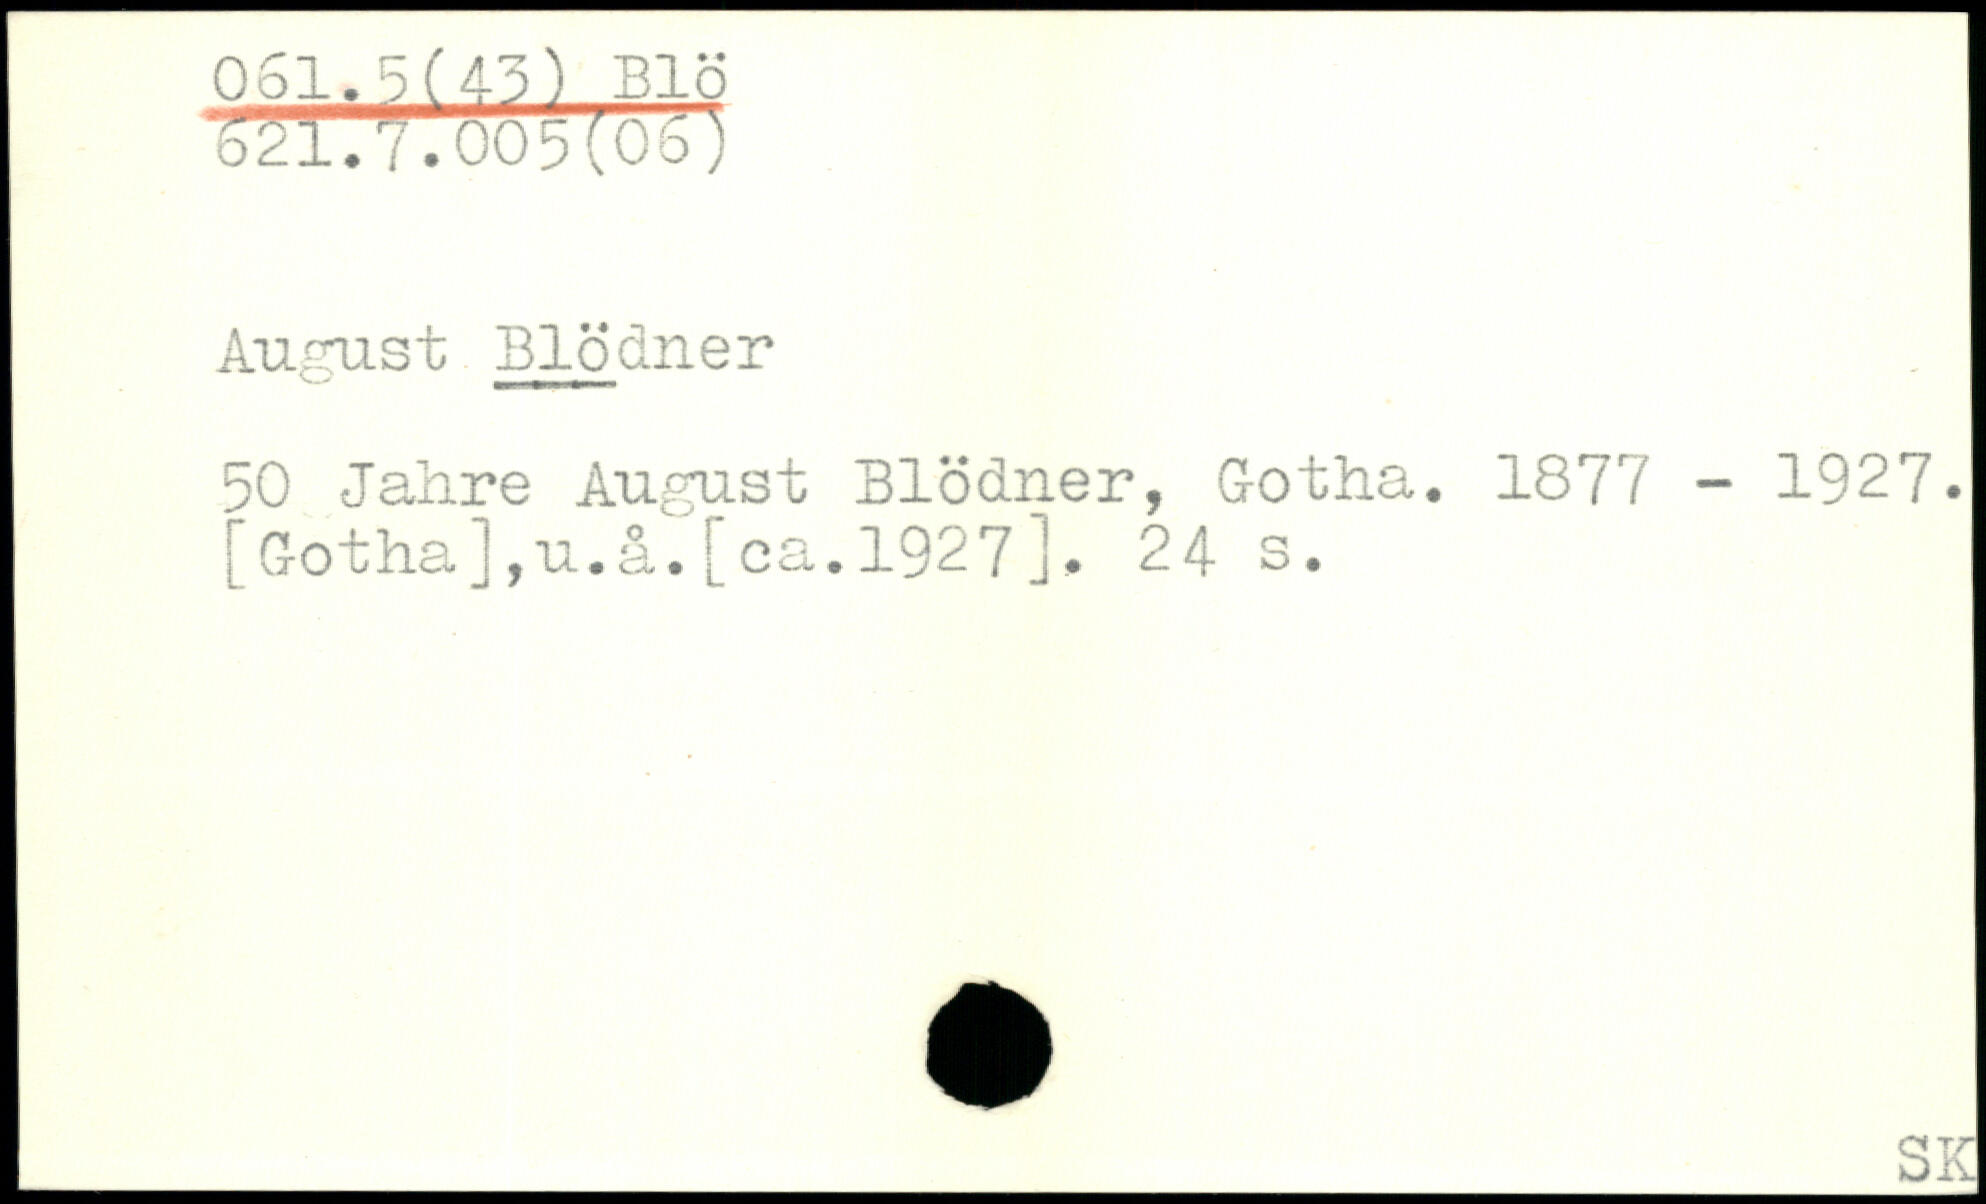 061.5(43) Blö
621.7.005(06)
August Blödner
50 Jahre August Blödner, Gotha. 1877 - 1927.
[Gotha],u.å.[ca.1927]. 24 s.
SK